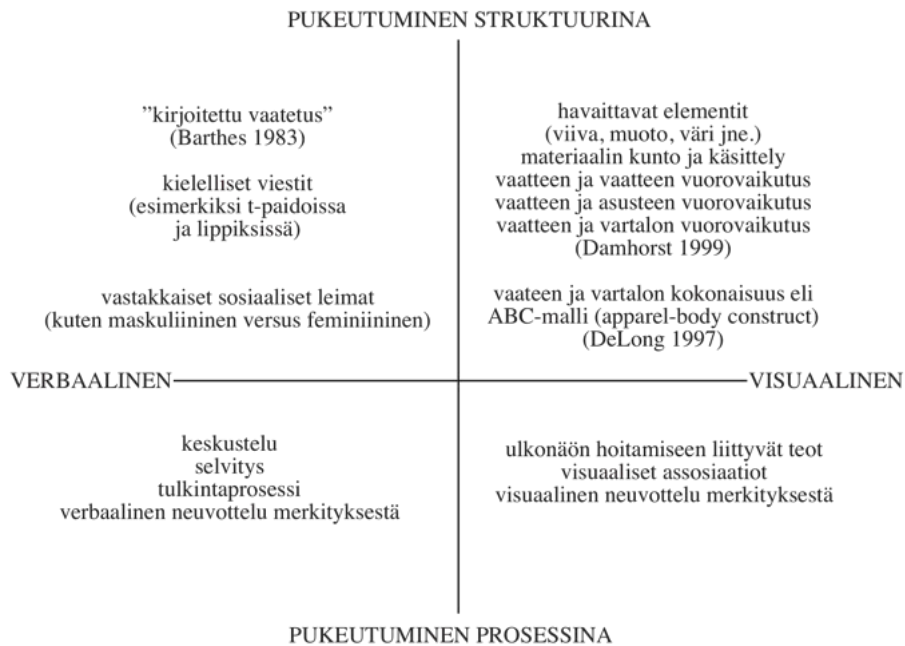 PUKEUTUMINEN STRUKTUURINA
”kirjoitettu vaatetus”
(Barthes 1983)
kielelliset viestit
(esimerkiksi t-paidoissa
ja lippiksissä)
vastakkaiset sosiaaliset leimat
(kuten maskuliininen versus feminiininen)
havaittavat elementit
(viiva, muoto, väri jne.)
materiaalin kunto ja käsittely
vaatteen ja vaatteen vuorovaikutus
vaatteen ja asusteen vuorovaikutus
vaatteen ja vartalon vuorovaikutus
(Damhorst 1999)
vaateen ja vartalon kokonaisuus eli
ABC-malli (apparel-body construct)
(DeLong 1997)
VERBAALINEN
VISUAALINEN
keskustelu
selvitys
tulkintaprosessi
verbaalinen neuvottelu merkityksestä
ulkonäön hoitamiseen liittyvät teot
visuaaliset assosiaatiot
visuaalinen neuvottelu merkityksestä
PUKEUTUMINEN PROSESSINA